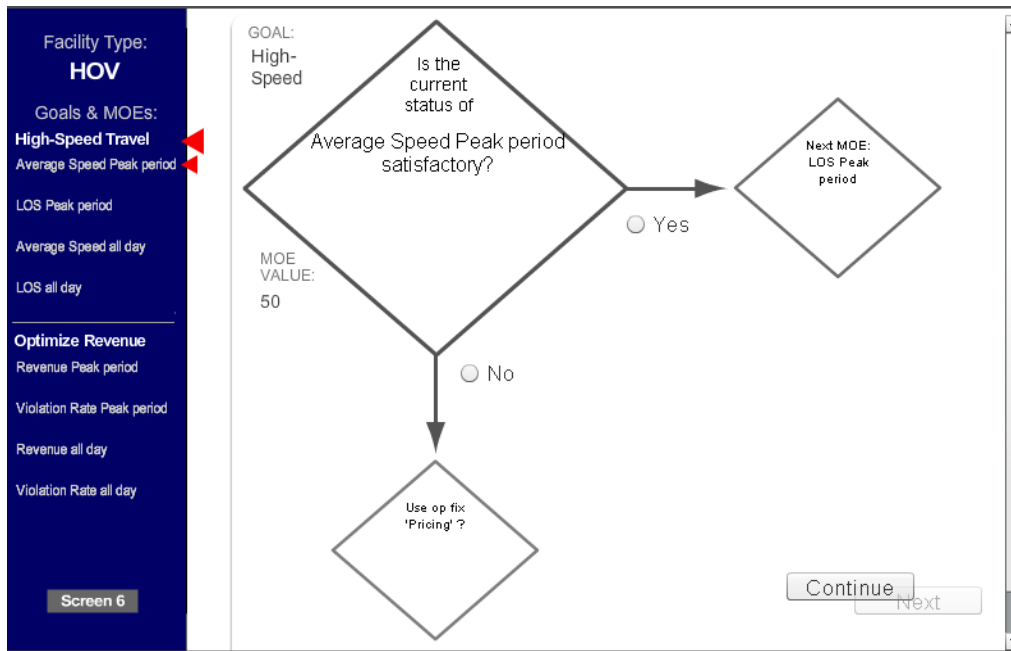 Facility Type:
HOV
Goals & MOEs:
High-Speed Travel
Average Speed Peak period
LOS Peak period
Average Speed all day
LOS all day
Optimize Revenue
Revenue Peak period
Violation Rate Peak period
Revenue all day
Violation Rate all day
Screen 6
GOAL:
High-
Speed
Is the
current
status of
Average Speed Peak period
satisfactory?
MOE
VALUE:
50
Yes
Next MOE:
LOS Peak
period
No
Use op fix
'Pricing' ?
Continue
Next